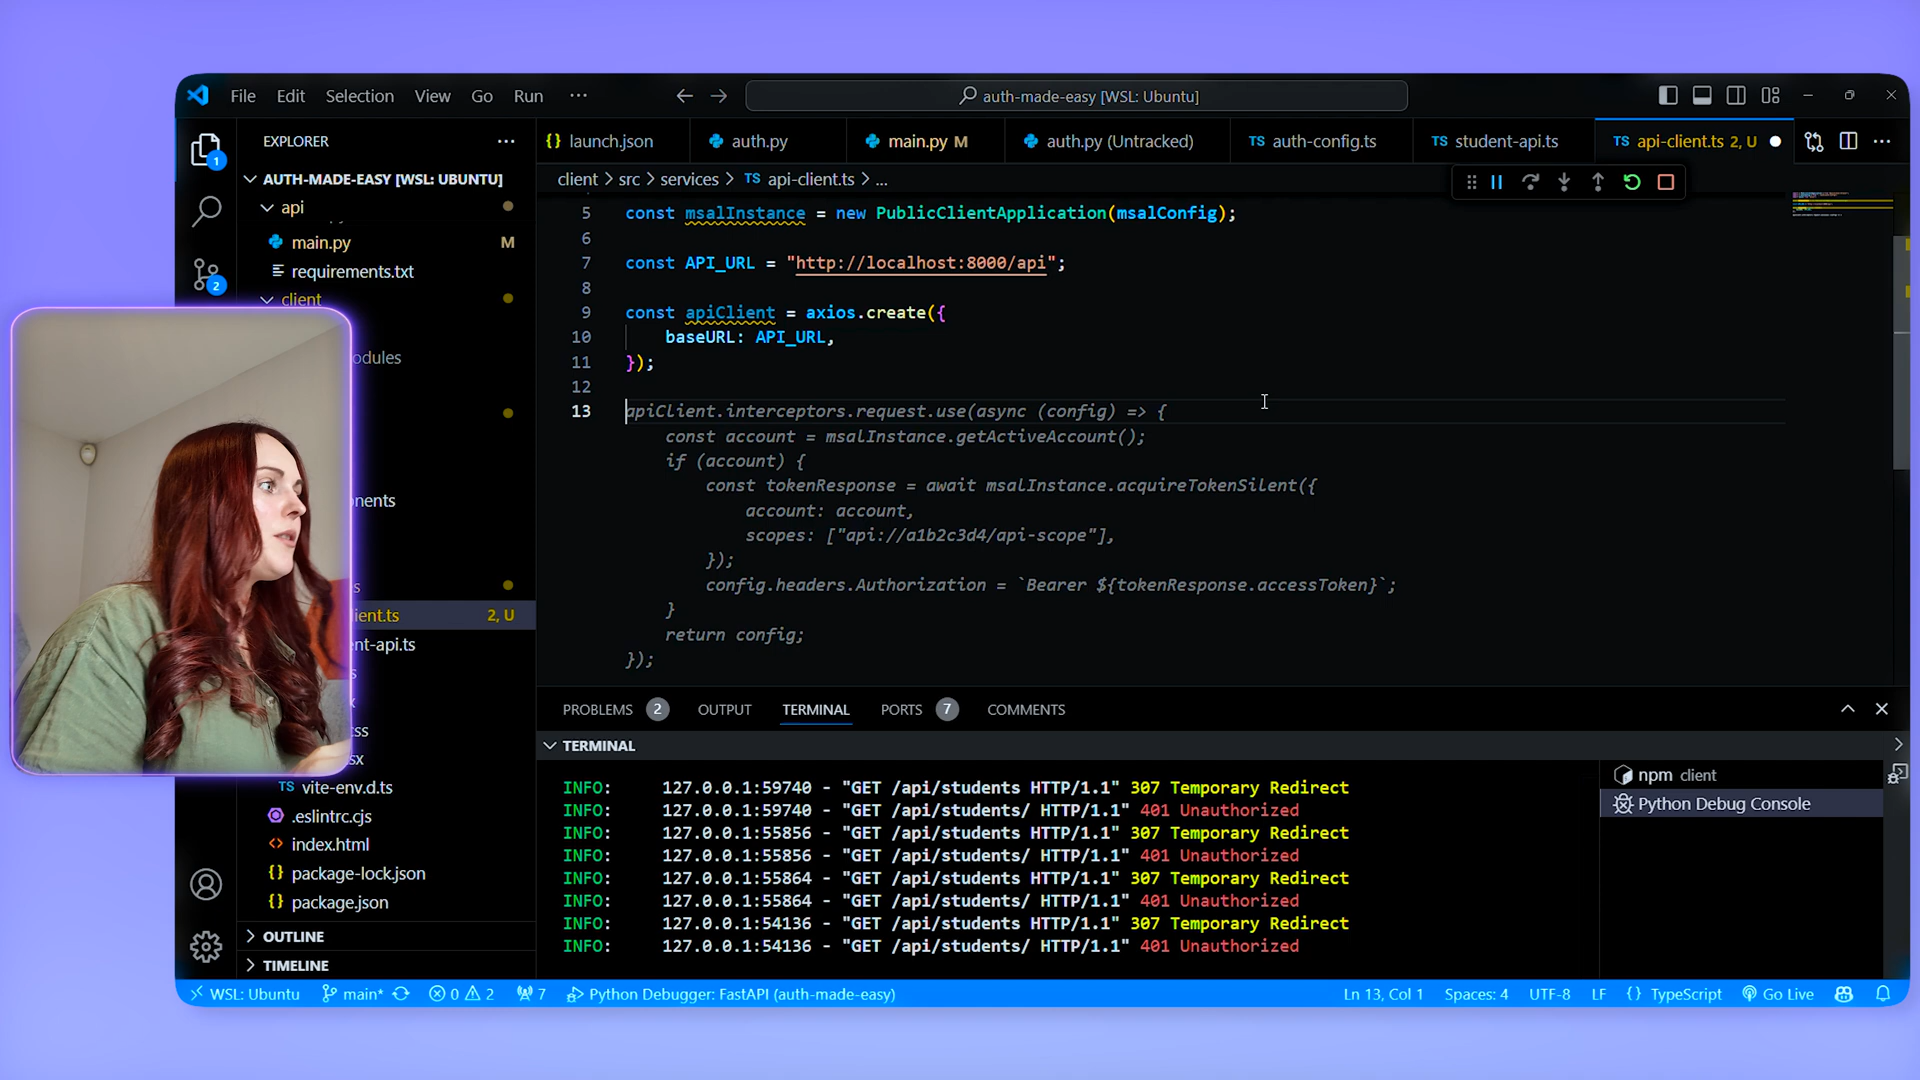 File Edit Selection View Go Run ...
auth-made-easy [WSL: Ubuntu]
EXPLORER ...
launch.json auth.py main.py M auth.py (Untracked) TS auth-config.ts TS student-api.ts TS api-client.ts 2, U
client > src > services > TS api-client.ts > ...
AUTH-MADE-EASY [WSL: UBUNTU]
api
main.py M
requirements.txt
client
odules
nents
s
ient.ts 2, U
nt-api.ts
s
x
ss
sx
TS vite-env.d.ts
.eslintrc.cjs
index.html
package-lock.json
package.json
OUTLINE
TIMELINE
1
2
5 const msalInstance = new PublicClientApplication(msalConfig);
6
7 const API_URL = "http://localhost:8000/api";
8
9 const apiClient = axios.create({
10 baseURL: API_URL,
11 });
12
13 apiClient.interceptors.request.use(async (config) => {
const account = msalInstance.getActiveAccount();
if (account) {
const tokenResponse = await msalInstance.acquireTokenSilent({
account: account,
scopes: ["api://a1b2c3d4/api-scope"],
});
config.headers.Authorization = `Bearer ${tokenResponse.accessToken}`;
}
return config;
});
PROBLEMS 2 OUTPUT TERMINAL PORTS 7 COMMENTS
TERMINAL
INFO: 127.0.0.1:59740 - "GET /api/students HTTP/1.1" 307 Temporary Redirect
INFO: 127.0.0.1:59740 - "GET /api/students/ HTTP/1.1" 401 Unauthorized
INFO: 127.0.0.1:55856 - "GET /api/students HTTP/1.1" 307 Temporary Redirect
INFO: 127.0.0.1:55856 - "GET /api/students/ HTTP/1.1" 401 Unauthorized
INFO: 127.0.0.1:55864 - "GET /api/students HTTP/1.1" 307 Temporary Redirect
INFO: 127.0.0.1:55864 - "GET /api/students/ HTTP/1.1" 401 Unauthorized
INFO: 127.0.0.1:54136 - "GET /api/students HTTP/1.1" 307 Temporary Redirect
INFO: 127.0.0.1:54136 - "GET /api/students/ HTTP/1.1" 401 Unauthorized
npm client
Python Debug Console
WSL: Ubuntu main* 0 2 7 Python Debugger: FastAPI (auth-made-easy) Ln 13, Col 1 Spaces: 4 UTF-8 LF {} TypeScript Go Live